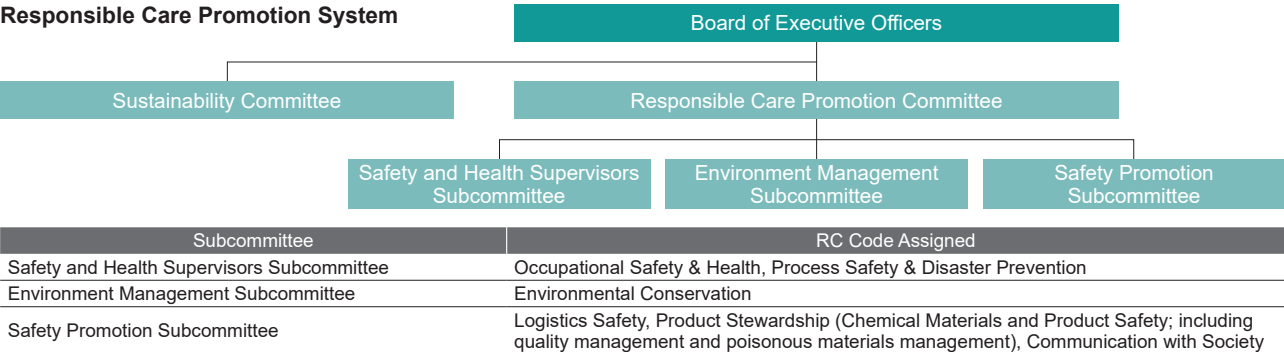 Responsible Care Promotion System
Board of Executive Officers
Sustainability Committee
Responsible Care Promotion Committee
Safety and Health Supervisors
Subcommittee
Environment Management
Subcommittee
Safety Promotion
Subcommittee
Subcommittee
RC Code Assigned
Safety and Health Supervisors Subcommittee
Occupational Safety & Health, Process Safety & Disaster Prevention
Environment Management Subcommittee
Environmental Conservation
Safety Promotion Subcommittee
Logistics Safety, Product Stewardship (Chemical Materials and Product Safety; including
quality management and poisonous materials management), Communication with Society